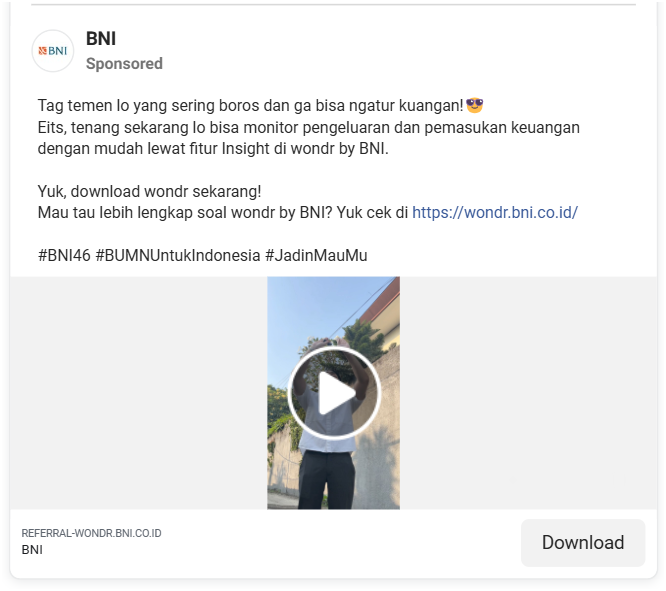 BNI
BNI
Sponsored
Tag temen lo yang sering boros dan ga bisa ngatur kuangan!😎
Eits, tenang sekarang lo bisa monitor pengeluaran dan pemasukan keuangan
dengan mudah lewat fitur Insight di wondr by BNI.
Yuk, download wondr sekarang!
Mau tau lebih lengkap soal wondr by BNI? Yuk cek di https://wondr.bni.co.id/
#BNI46 #BUMNUntukIndonesia #JadinMauMu
REFERRAL-WONDR.BNI.CO.ID
BNI
Download